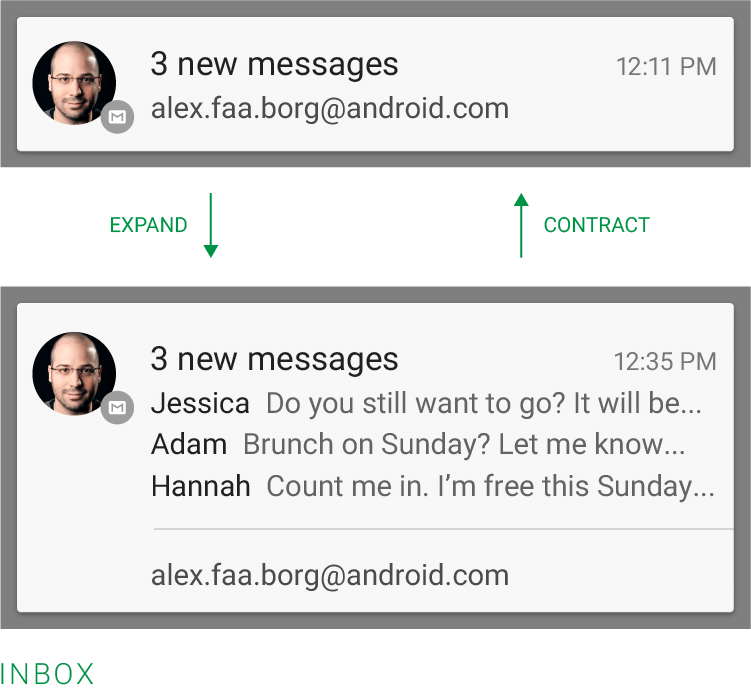 3 new messages 12:11 PM
alex.faa.borg@android.com
EXPAND CONTRACT
3 new messages 12:35 PM
Jessica Do you still want to go? It will be...
Adam Brunch on Sunday? Let me know...
Hannah Count me in. I’m free this Sunday...
alex.faa.borg@android.com
INBOX